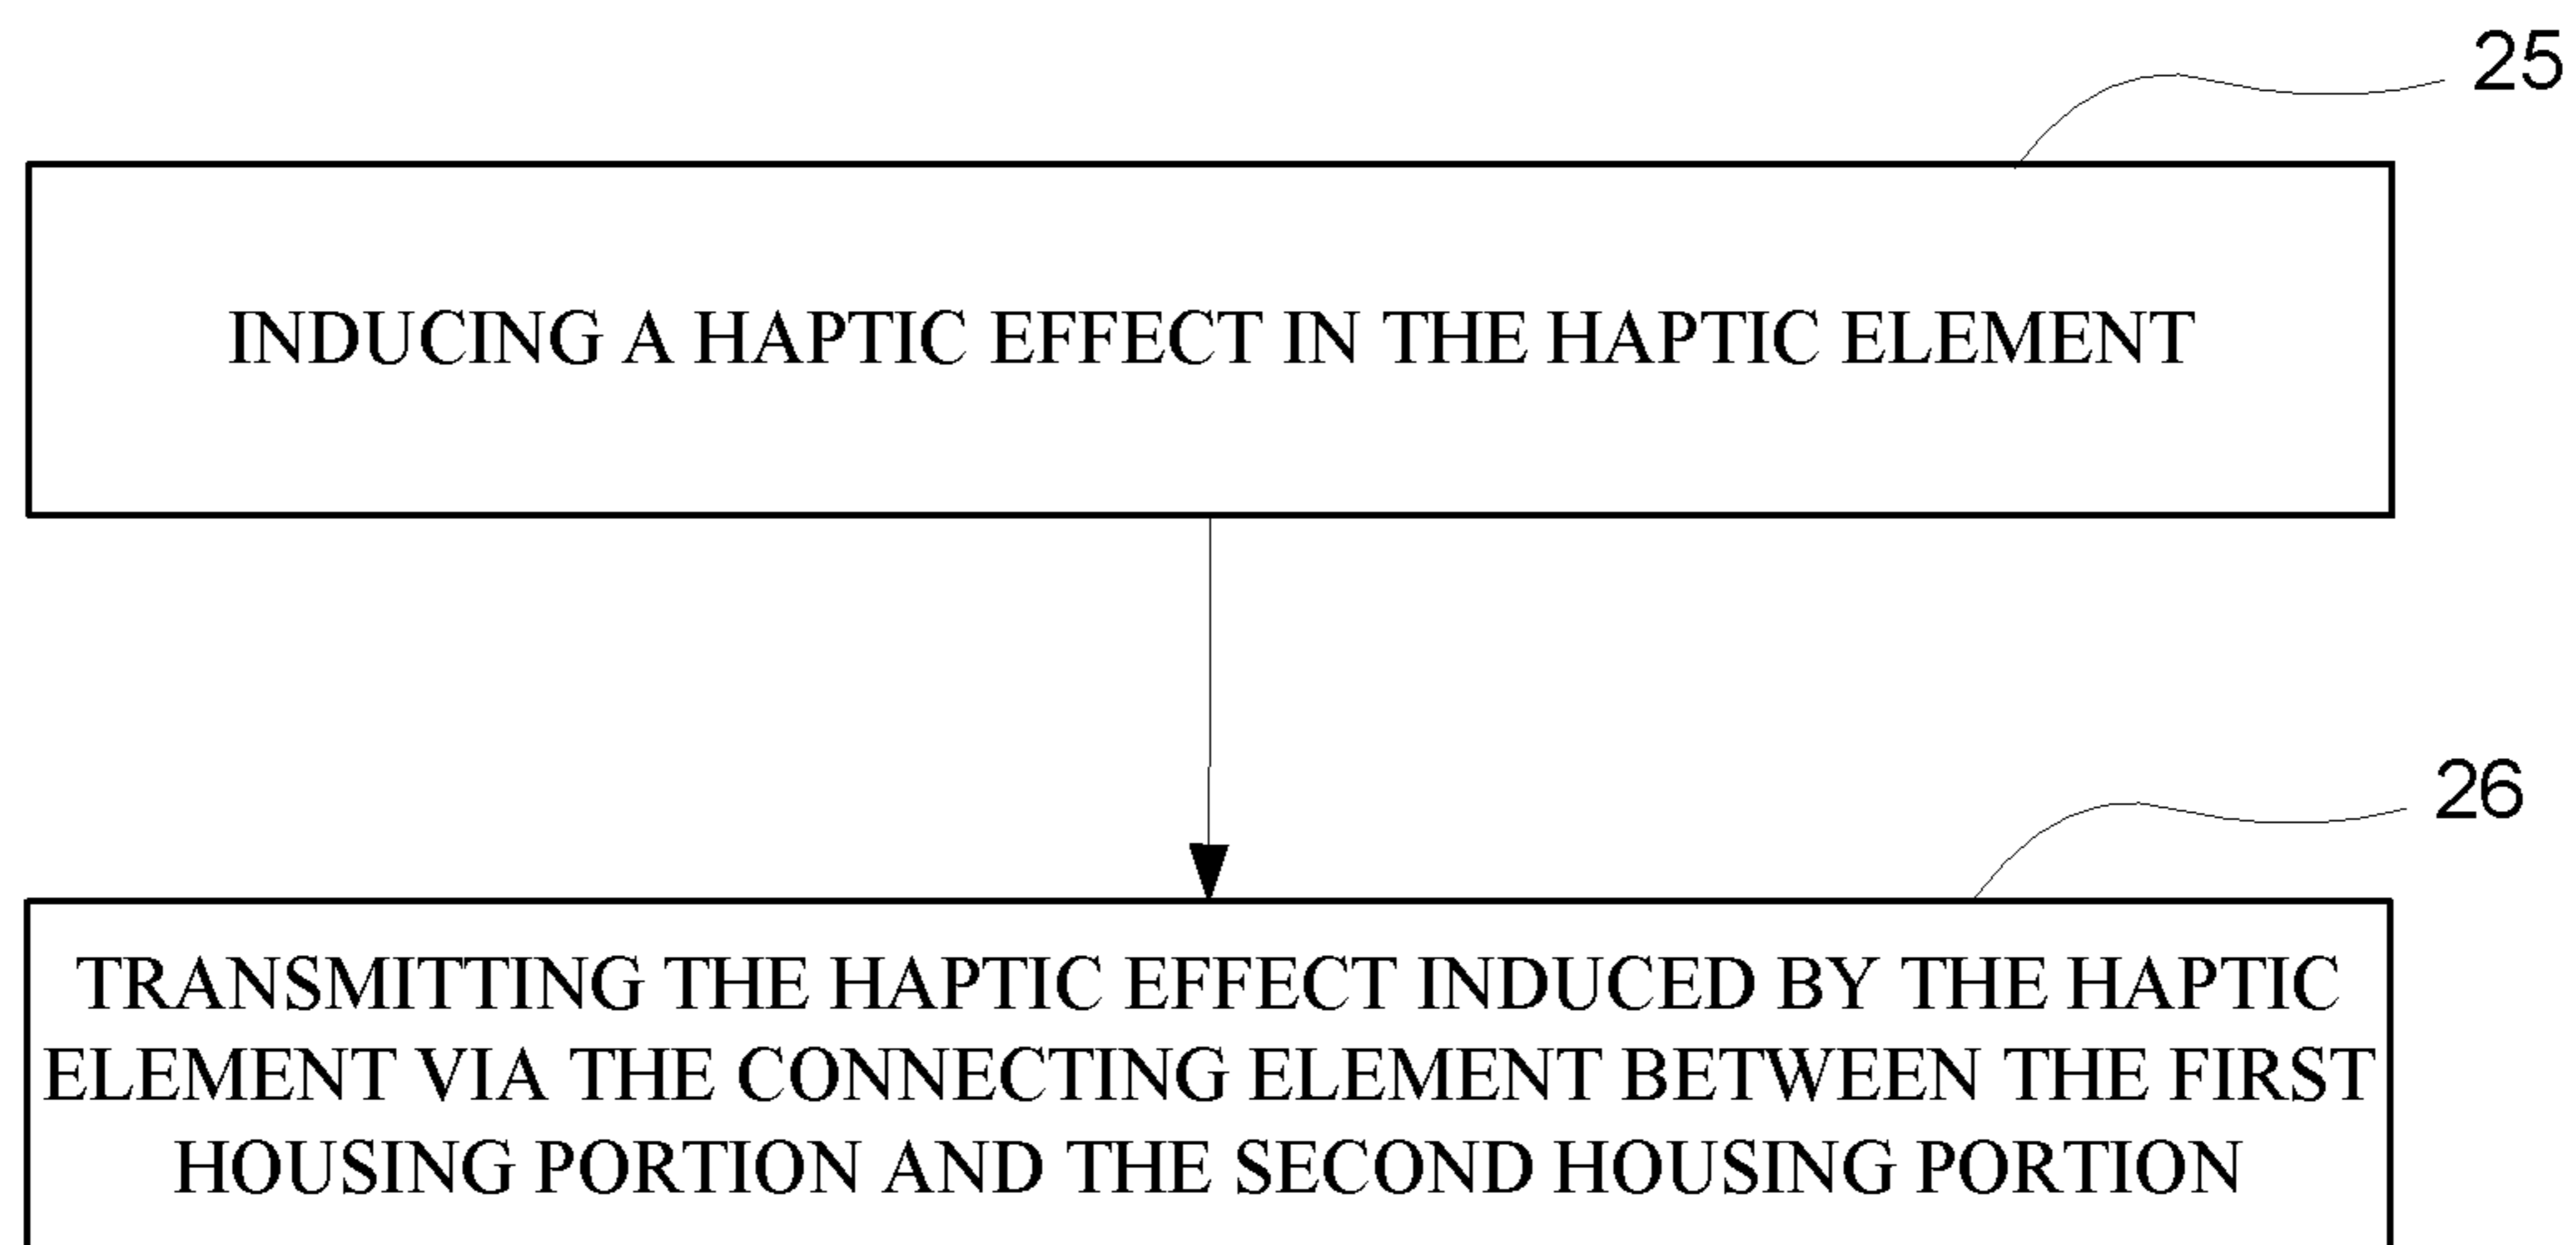 25
INDUCING A HAPTIC EFFECT IN THE HAPTIC ELEMENT
26
TRANSMITTING THE HAPTIC EFFECT INDUCED BY THE HAPTIC
ELEMENT VIA THE CONNECTING ELEMENT BETWEEN THE FIRST
HOUSING PORTION AND THE SECOND HOUSING PORTION